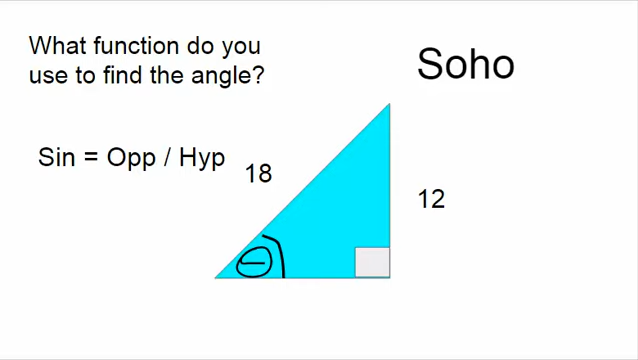 What function do you
use to find the angle?
Soho
Sin = Opp / Hyp
18
12
Θ